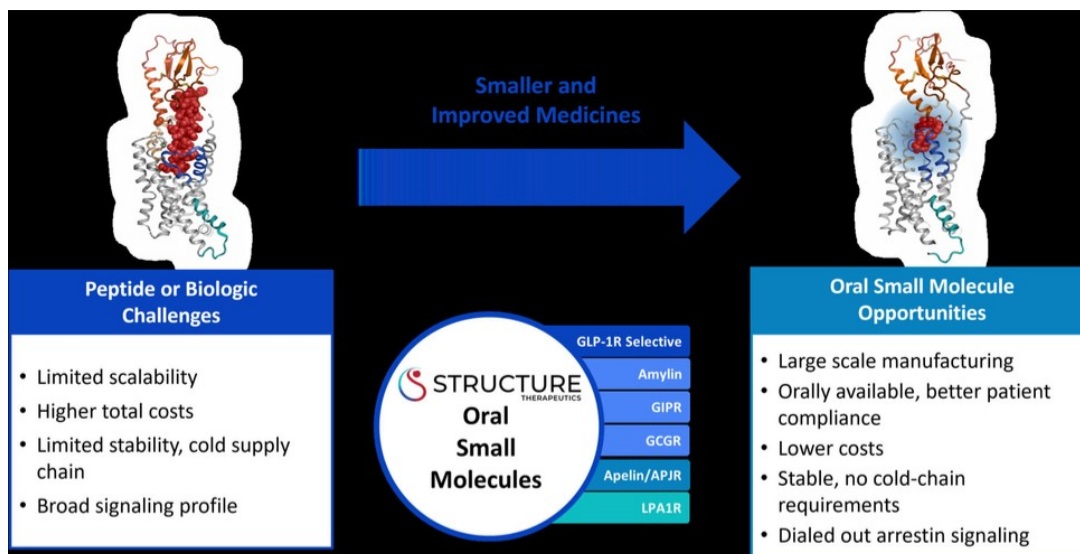 Smaller and
Improved Medicines
Peptide or Biologic
Challenges
• Limited scalability
• Higher total costs
• Limited stability, cold supply
chain
• Broad signaling profile
STRUCTURE
THERAPEUTICS
Oral
Small
Molecules
GLP-1R Selective
Amylin
GIPR
GCGR
Apelin/APJR
LPA1R
Oral Small Molecule
Opportunities
• Large scale manufacturing
• Orally available, better patient
compliance
• Lower costs
• Stable, no cold-chain
requirements
• Dialed out arrestin signaling